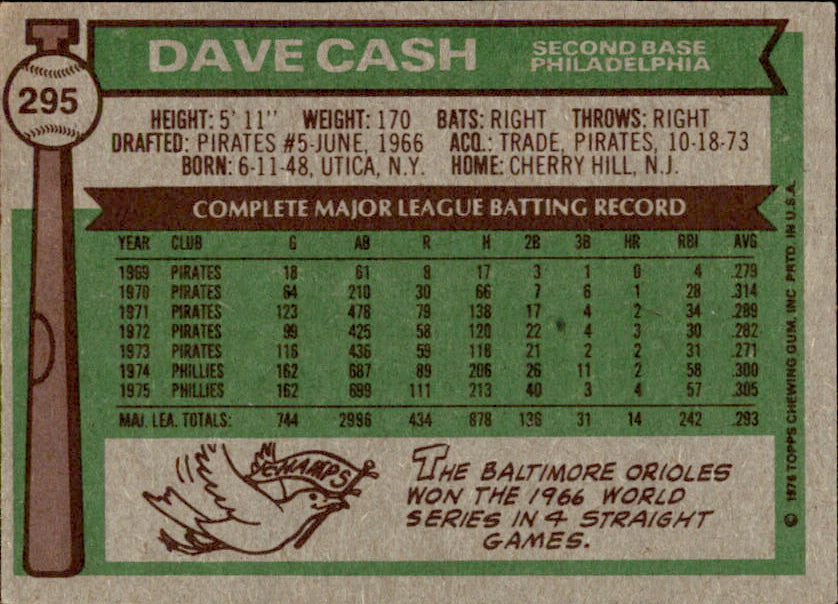 295
DAVE CASH
SECOND BASE
PHILADELPHIA
HEIGHT: 5' 11" WEIGHT: 170 BATS: RIGHT THROWS: RIGHT
DRAFTED: PIRATES #5-JUNE, 1966 ACQ.: TRADE, PIRATES, 10-18-73
BORN: 6-11-48, UTICA, N.Y. HOME: CHERRY HILL, N.J.
COMPLETE MAJOR LEAGUE BATTING RECORD
YEAR CLUB G AB R H 2B 3B HR RBI AVG
1969 PIRATES 18 61 8 17 3 1 0 4 .279
1970 PIRATES 64 210 30 66 7 6 1 28 .314
1971 PIRATES 123 478 79 138 17 4 2 34 .289
1972 PIRATES 99 425 58 120 22 4 3 30 .282
1973 PIRATES 116 436 59 118 21 2 2 31 .271
1974 PHILLIES 162 687 89 206 26 11 2 58 .300
1975 PHILLIES 162 699 111 213 40 3 4 57 .305
MAJ. LEA. TOTALS: 744 2996 434 878 136 31 14 242 .293
CHAMPS
THE BALTIMORE ORIOLES
WON THE 1966 WORLD
SERIES IN 4 STRAIGHT
GAMES.
© 1976 TOPPS CHEWING GUM, INC. PRTD. IN U.S.A.